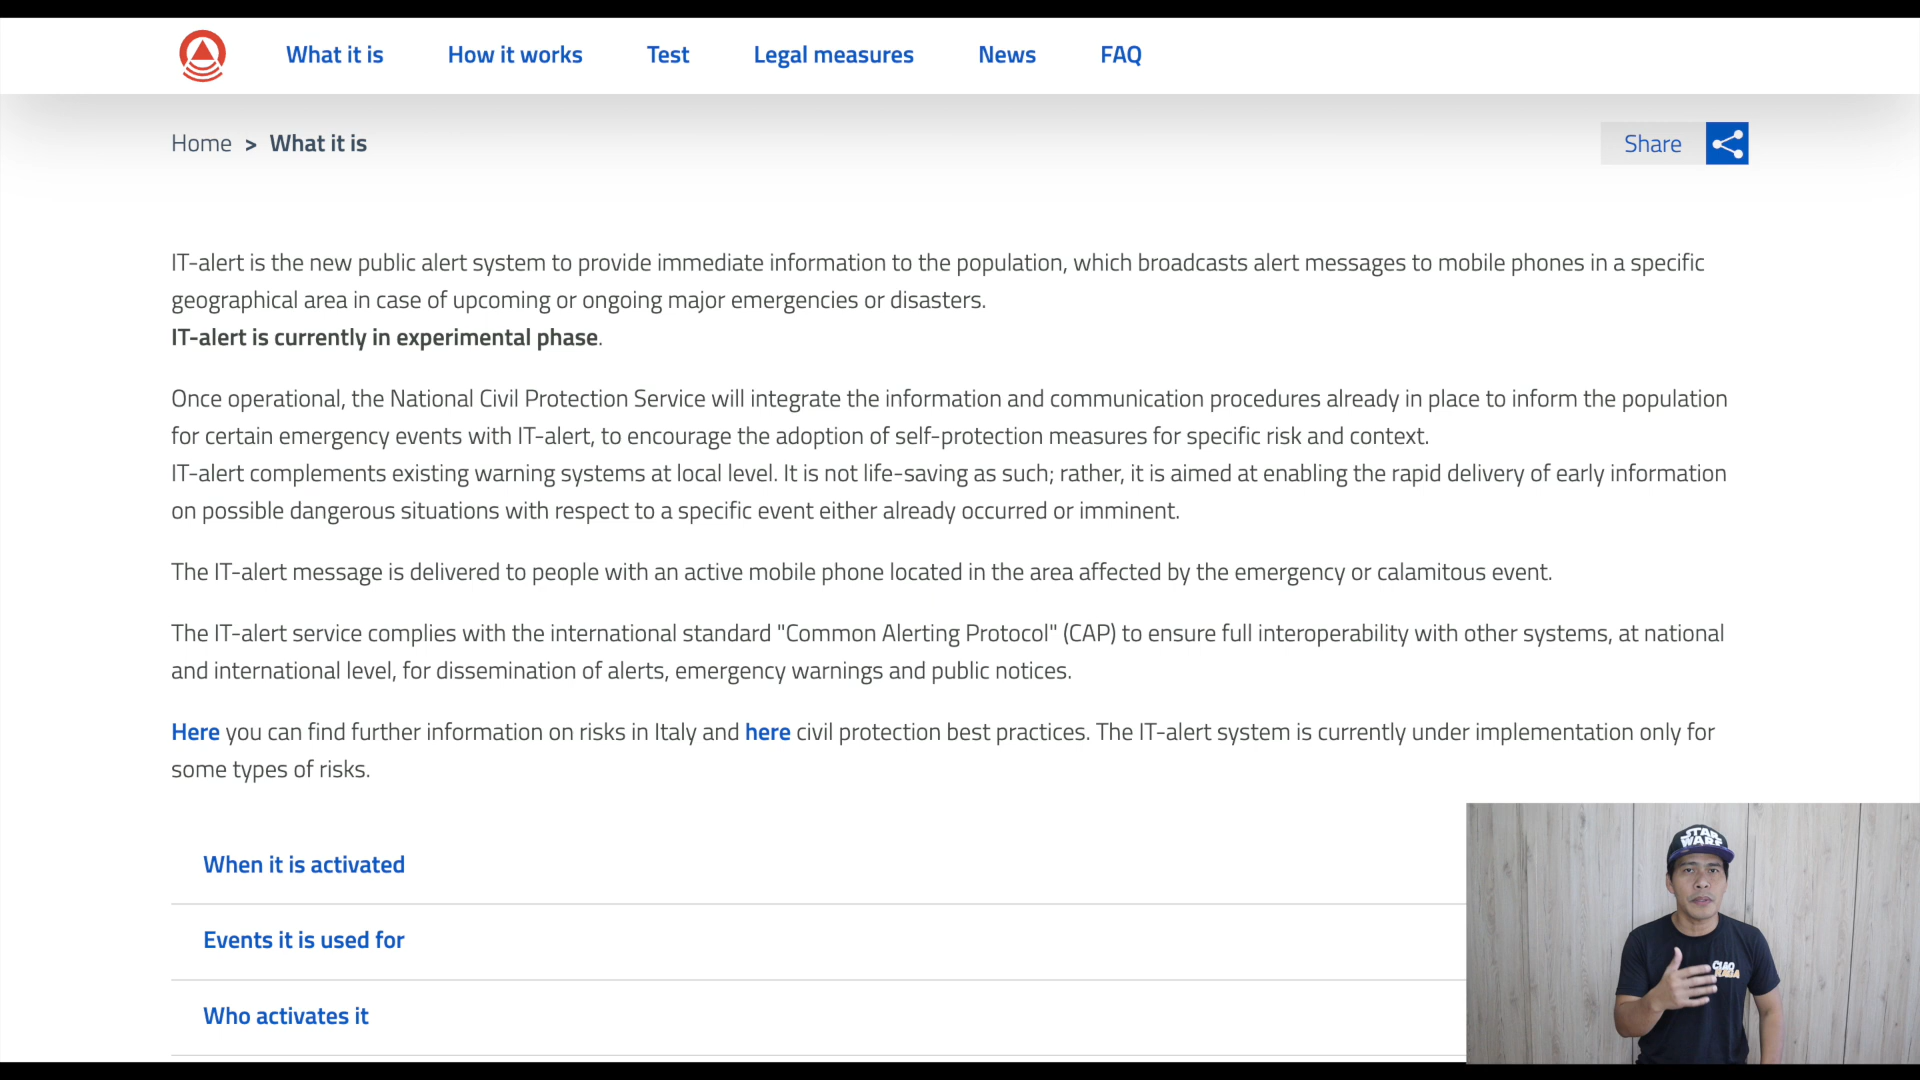 What it is
How it works
Test
Legal measures
News
FAQ
Home > What it is
Share
IT-alert is the new public alert system to provide immediate information to the population, which broadcasts alert messages to mobile phones in a specific
geographical area in case of upcoming or ongoing major emergencies or disasters.
IT-alert is currently in experimental phase.
Once operational, the National Civil Protection Service will integrate the information and communication procedures already in place to inform the population
for certain emergency events with IT-alert, to encourage the adoption of self-protection measures for specific risk and context.
IT-alert complements existing warning systems at local level. It is not life-saving as such; rather, it is aimed at enabling the rapid delivery of early information
on possible dangerous situations with respect to a specific event either already occurred or imminent.
The IT-alert message is delivered to people with an active mobile phone located in the area affected by the emergency or calamitous event.
The IT-alert service complies with the international standard "Common Alerting Protocol" (CAP) to ensure full interoperability with other systems, at national
and international level, for dissemination of alerts, emergency warnings and public notices.
Here you can find further information on risks in Italy and here civil protection best practices. The IT-alert system is currently under implementation only for
some types of risks.
When it is activated
Events it is used for
Who activates it
STAR
WARS
CIAO